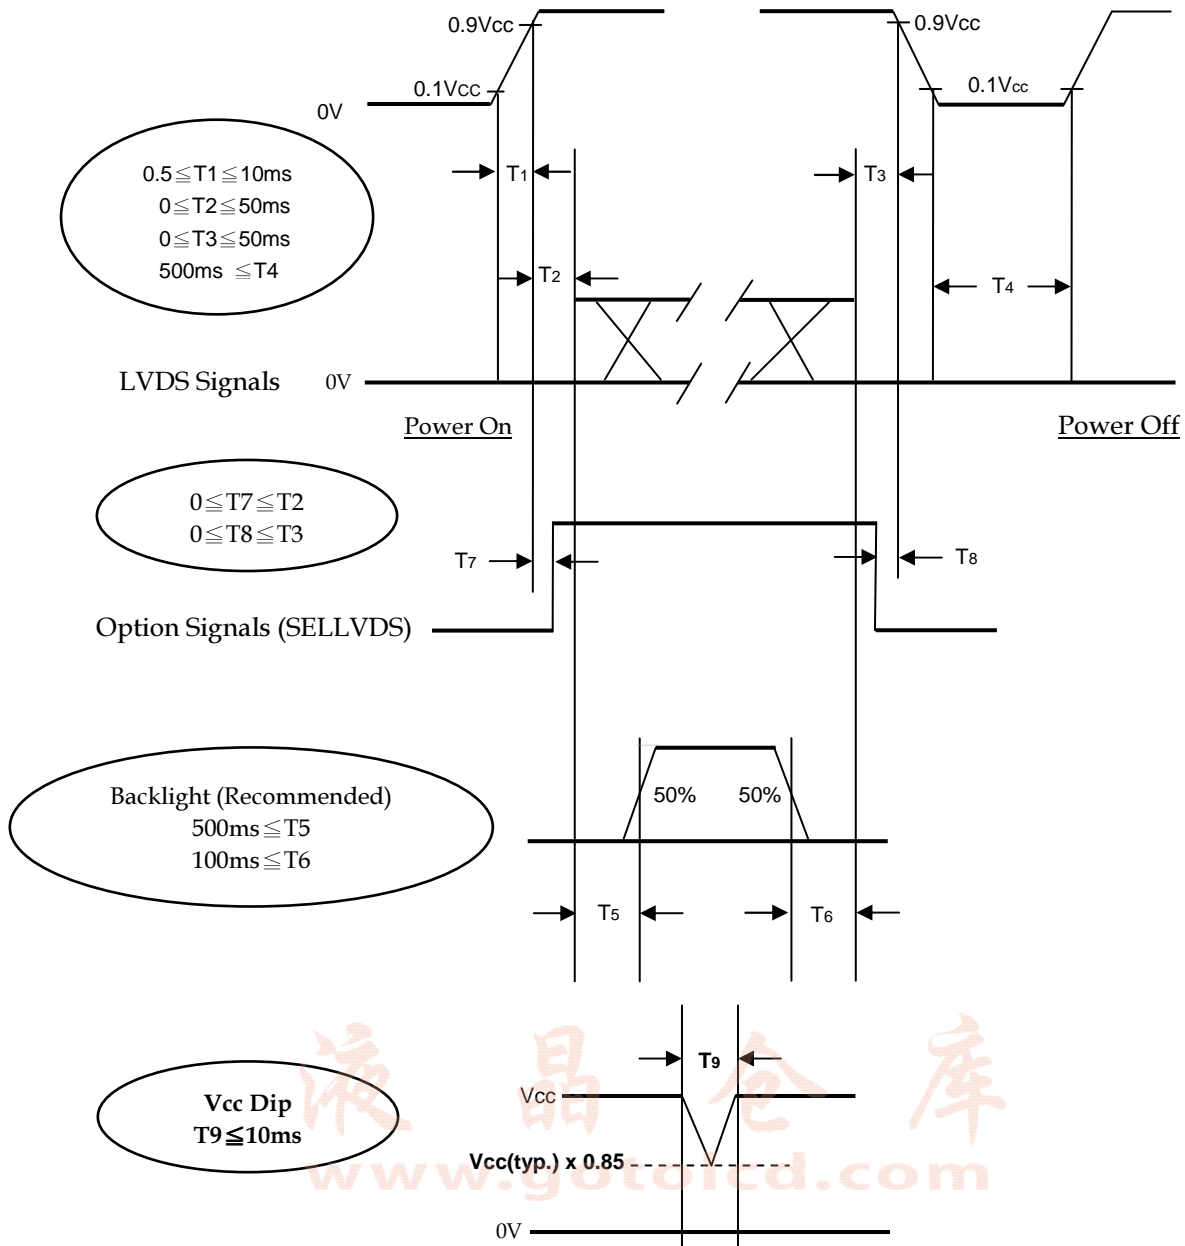 0.9Vcc
0.9Vcc
0.1VCC
0.1Vcc
0V
0.5≦T1≦10ms
0≦T2≦50ms
0≦T3≦50ms
500ms ≦T4
T1
T3
T2
T4
LVDS Signals
0V
Power On
Power Off
0≦T7≦T2
0≦T8≦T3
T7
T8
Option Signals (SELLVDS)
Backlight (Recommended)
500ms≦T5
100ms≦T6
50%
50%
T5
T6
液晶仓库
T9
Vcc Dip
T9≦10ms
Vcc
Vcc(typ.) x 0.85
www.gotolcd.com
0V